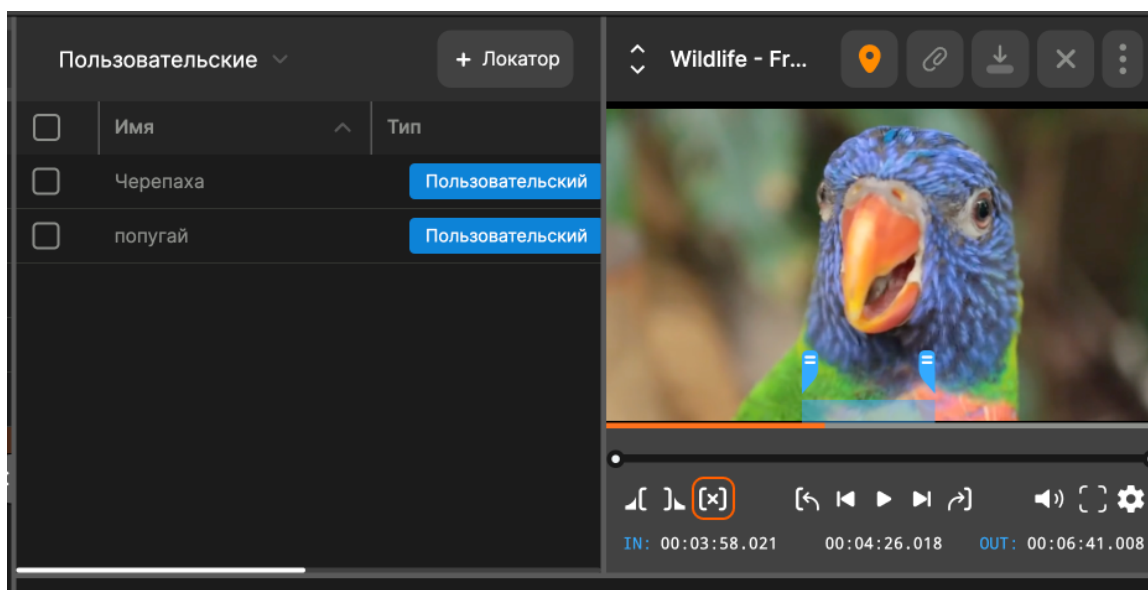 Пользовательские
+ Локатор
Wildlife - Fr...
Имя
Тип
Черепаха
Пользовательский
попугай
Пользовательский
IN: 00:03:58.021 00:04:26.018 OUT: 00:06:41.008